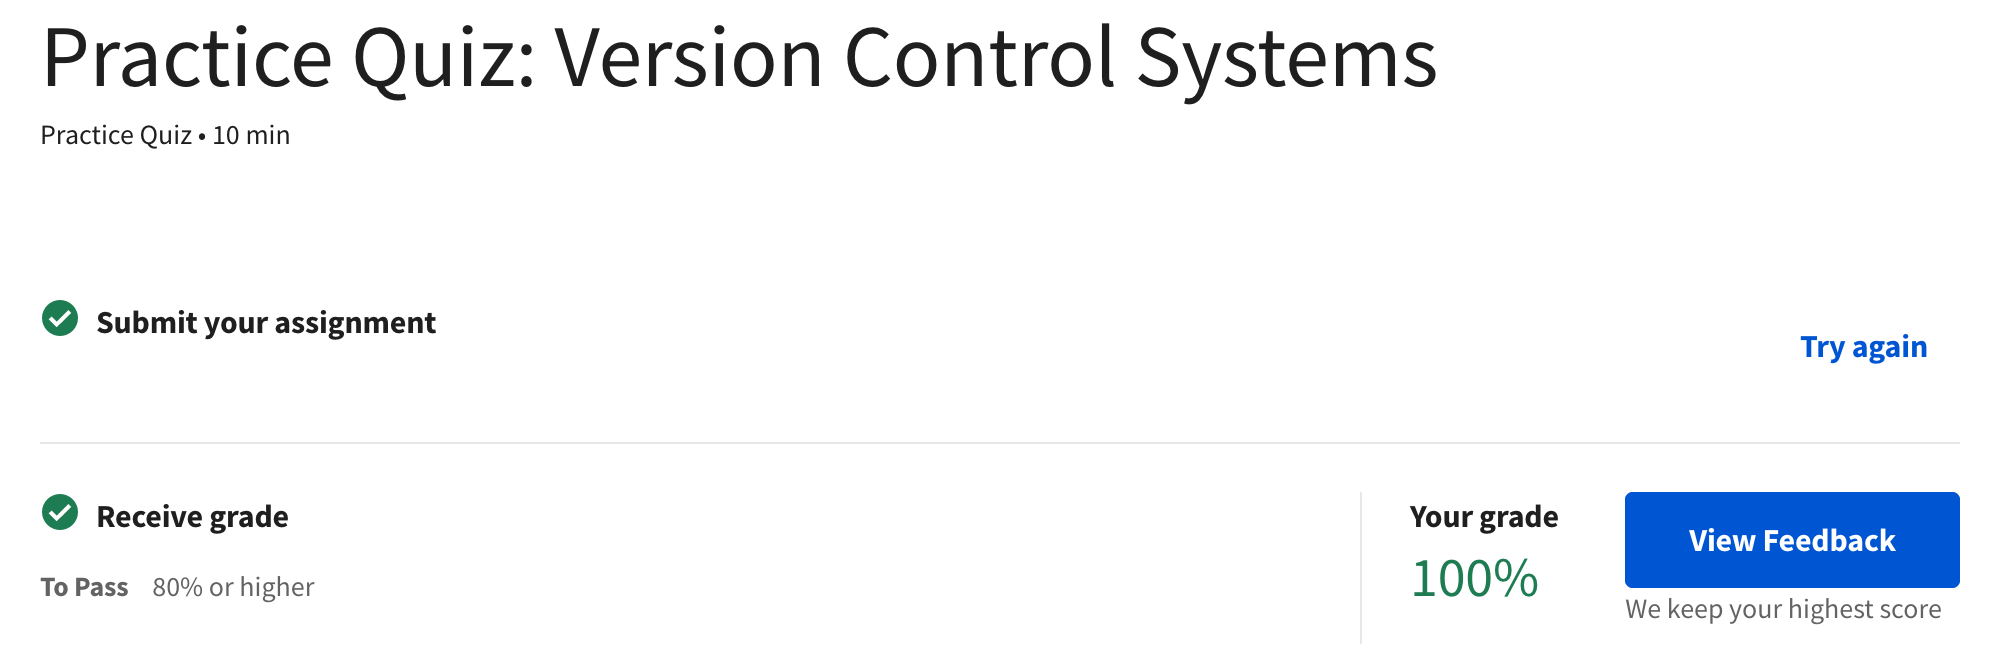 Practice Quiz: Version Control Systems
Practice Quiz • 10 min
Submit your assignment
Try again
Receive grade
To Pass 80% or higher
Your grade
100%
View Feedback
We keep your highest score